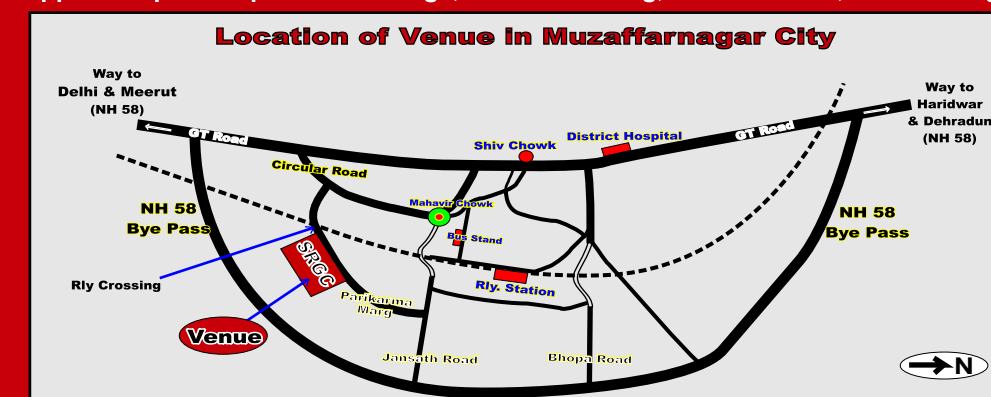 Location of Venue in Muzaffarnagar City
Way to
Delhi & Meerut
(NH 58)
Way to
Haridwar
& Dehradun
(NH 58)
GT Road
GT Road
Shiv Chowk
District Hospital
Circular Road
Mahavir Chowk
Bus Stand
NH 58
Bye Pass
NH 58
Bye Pass
SRGC
Rly Crossing
Rly. Station
Parikarma
Marg
Venue
Jansath Road
Bhopa Road
N